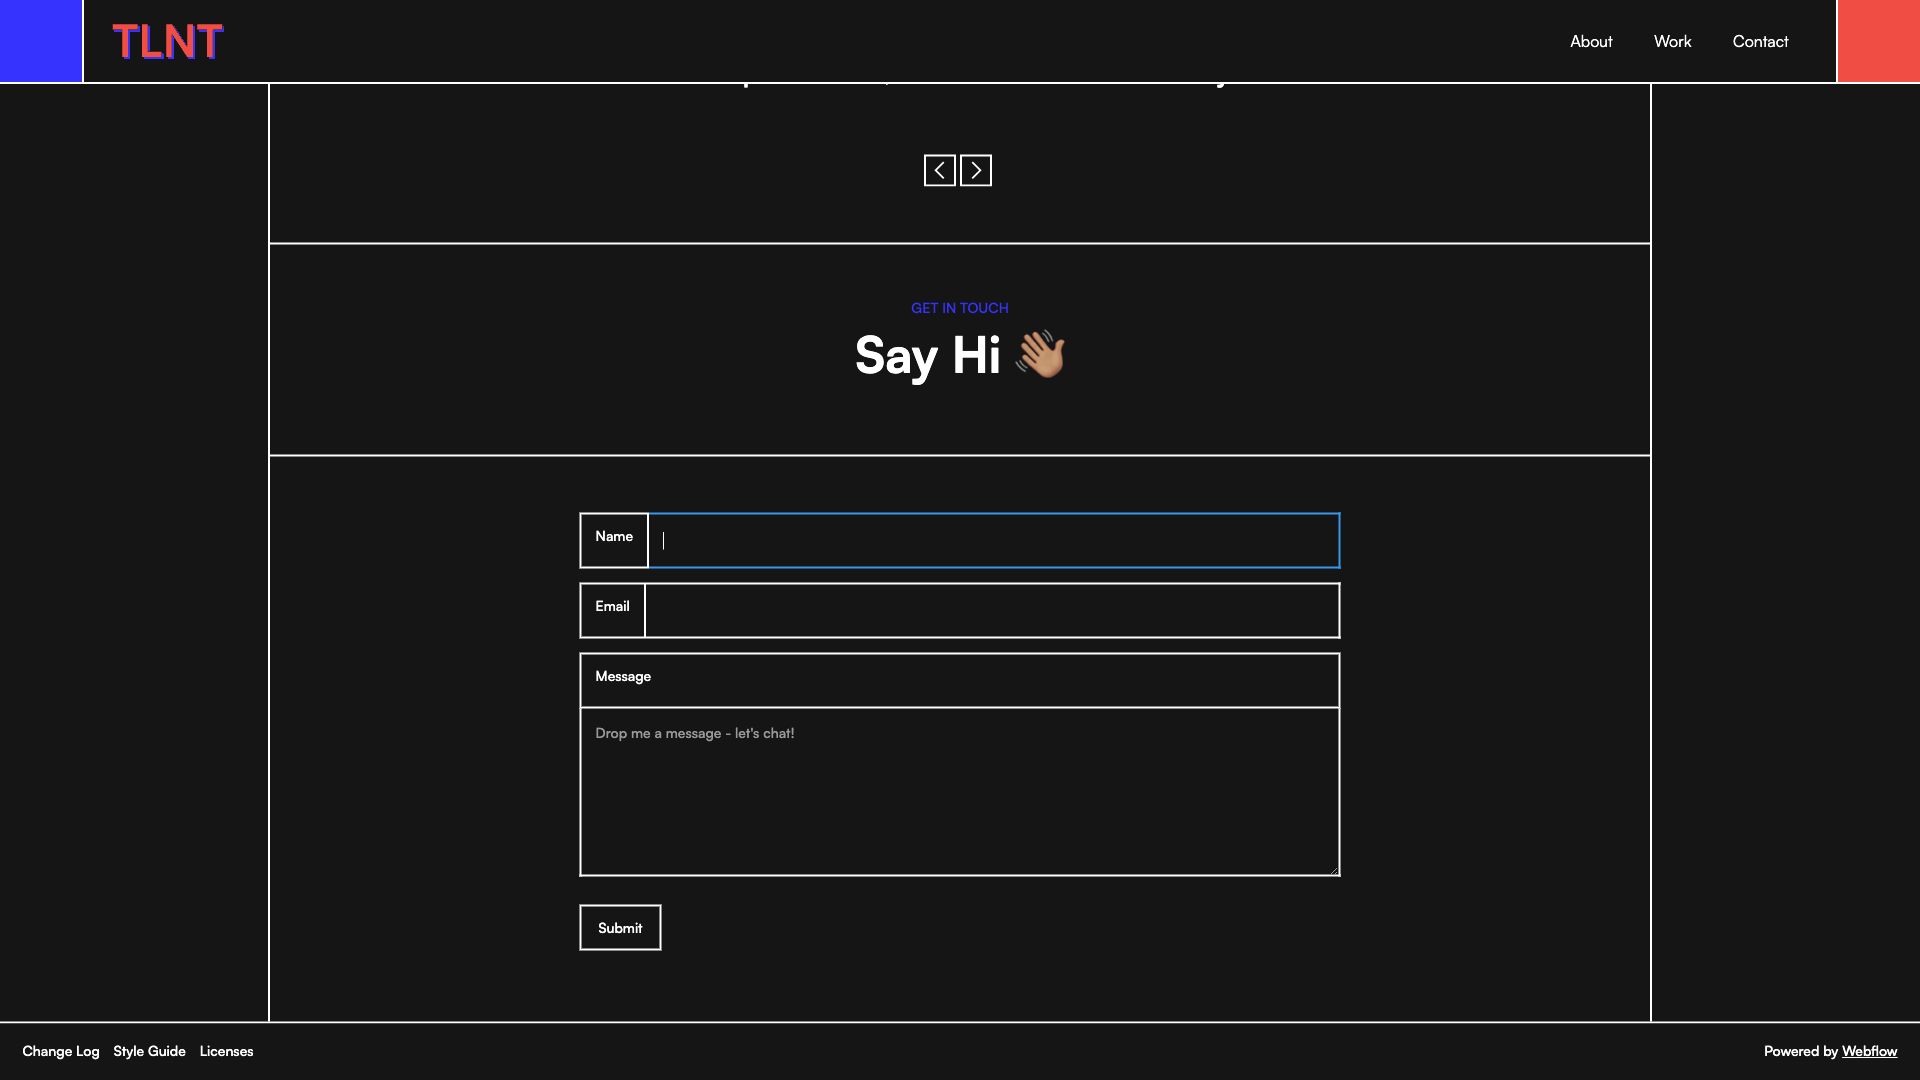 TLNT
About Work Contact
GET IN TOUCH
Say Hi 👋🏽
Name
Email
Message
Drop me a message - let's chat!
Submit
Change Log Style Guide Licenses
Powered by Webflow